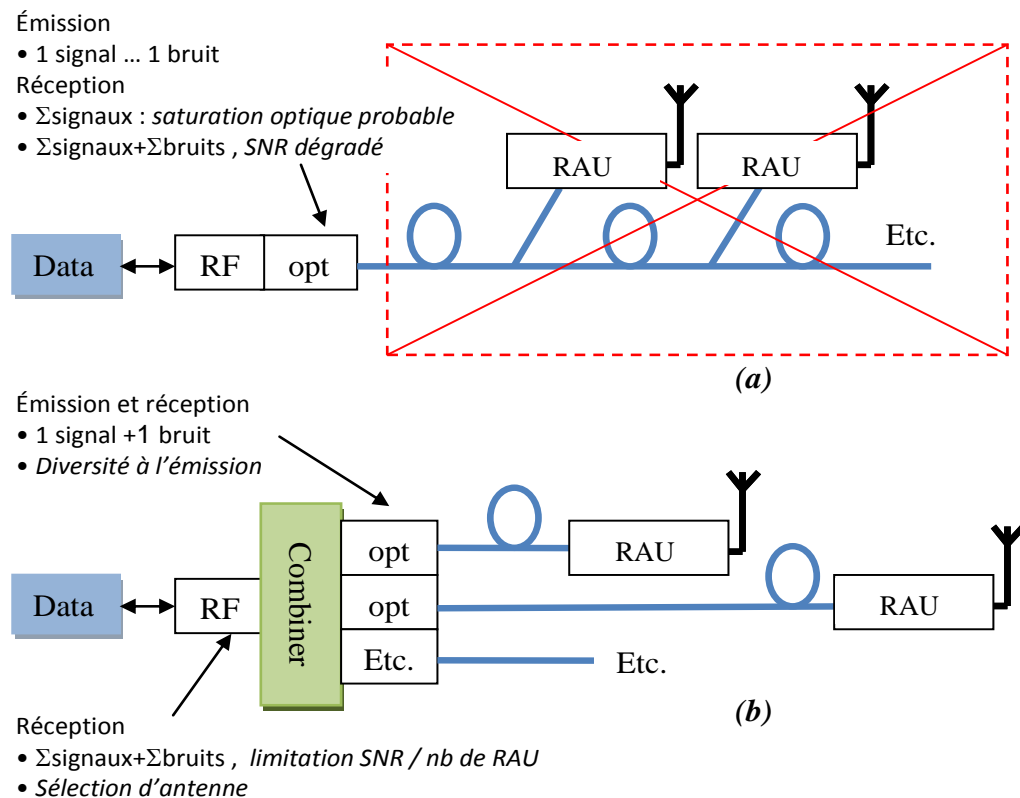 Émission
• 1 signal ... 1 bruit
Réception
• Σsignaux : saturation optique probable
• Σsignaux+Σbruits , SNR dégradé
RAU
RAU
Etc.
Data
RF
opt
(a)
Émission et réception
• 1 signal +1 bruit
• Diversité à l'émission
Combiner
opt
RAU
Data
RF
opt
RAU
Etc.
Etc.
(b)
Réception
• Σsignaux+Σbruits , limitation SNR / nb de RAU
• Sélection d'antenne